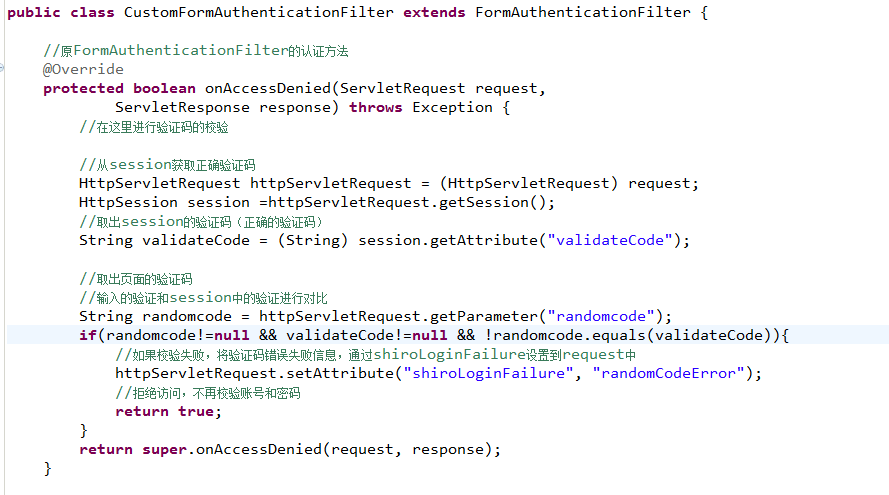 public class CustomFormAuthenticationFilter extends FormAuthenticationFilter {
//原FormAuthenticationFilter的认证方法
@Override
protected boolean onAccessDenied(ServletRequest request,
ServletResponse response) throws Exception {
//在这里进行验证码的校验
//从session获取正确验证码
HttpServletRequest httpServletRequest = (HttpServletRequest) request;
HttpSession session =httpServletRequest.getSession();
//取出session的验证码（正确的验证码）
String validateCode = (String) session.getAttribute("validateCode");
//取出页面的验证码
//输入的验证和session中的验证进行对比
String randomcode = httpServletRequest.getParameter("randomcode");
if(randomcode!=null && validateCode!=null && !randomcode.equals(validateCode)){
//如果校验失败，将验证码错误失败信息，通过shiroLoginFailure设置到request中
httpServletRequest.setAttribute("shiroLoginFailure", "randomCodeError");
//拒绝访问，不再校验账号和密码
return true;
}
return super.onAccessDenied(request, response);
}